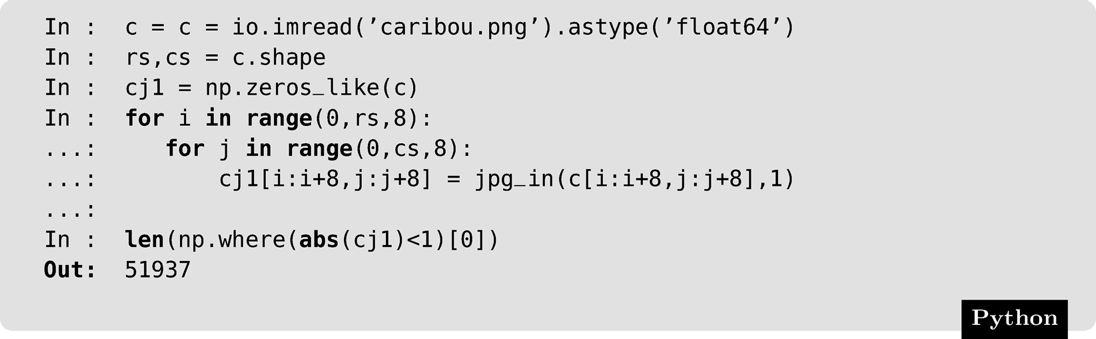 In : c = c = io.imread(’caribou.png’).astype(’float64’)
In : rs,cs = c.shape
In : cj1 = np.zeros_like(c)
In : for i in range(0,rs,8):
...: for j in range(0,cs,8):
...: cj1[i:i+8,j:j+8] = jpg_in(c[i:i+8,j:j+8],1)
...:
In : len(np.where(abs(cj1)<1)[0])
Out: 51937
Python